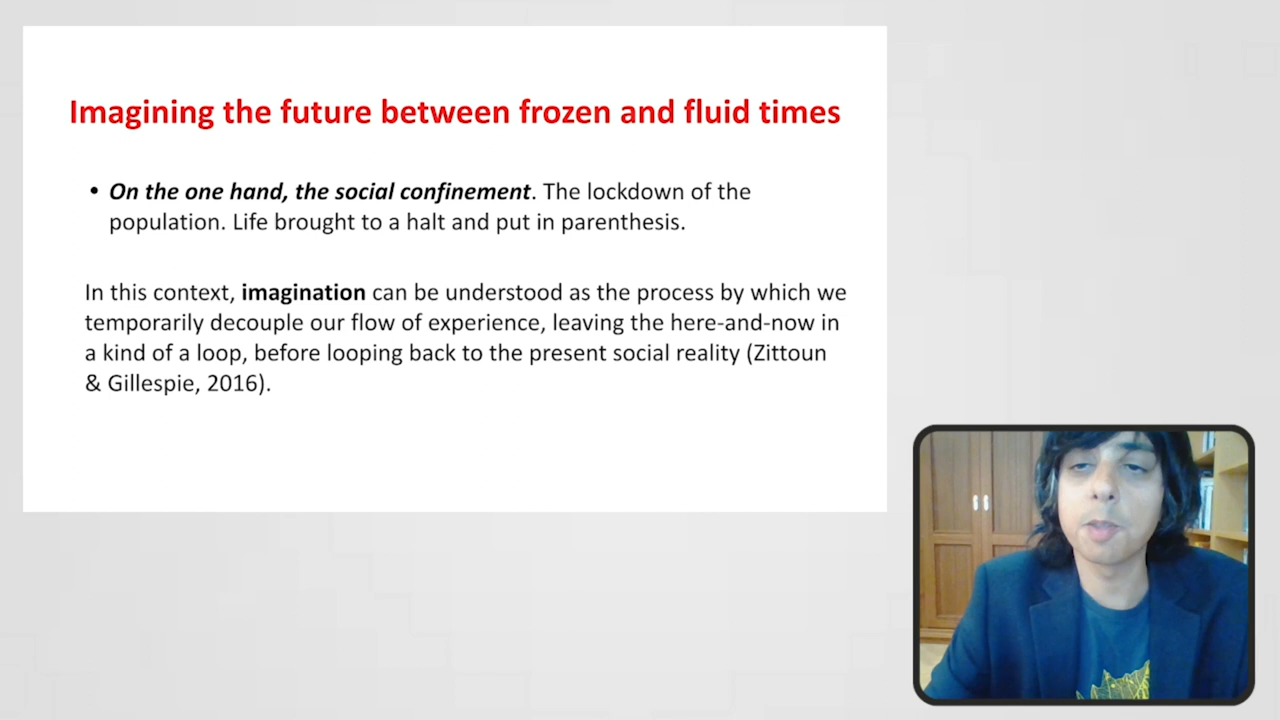 Imagining the future between frozen and fluid times
• On the one hand, the social confinement. The lockdown of the
population. Life brought to a halt and put in parenthesis.
In this context, imagination can be understood as the process by which we
temporarily decouple our flow of experience, leaving the here-and-now in
a kind of a loop, before looping back to the present social reality (Zittoun
& Gillespie, 2016).